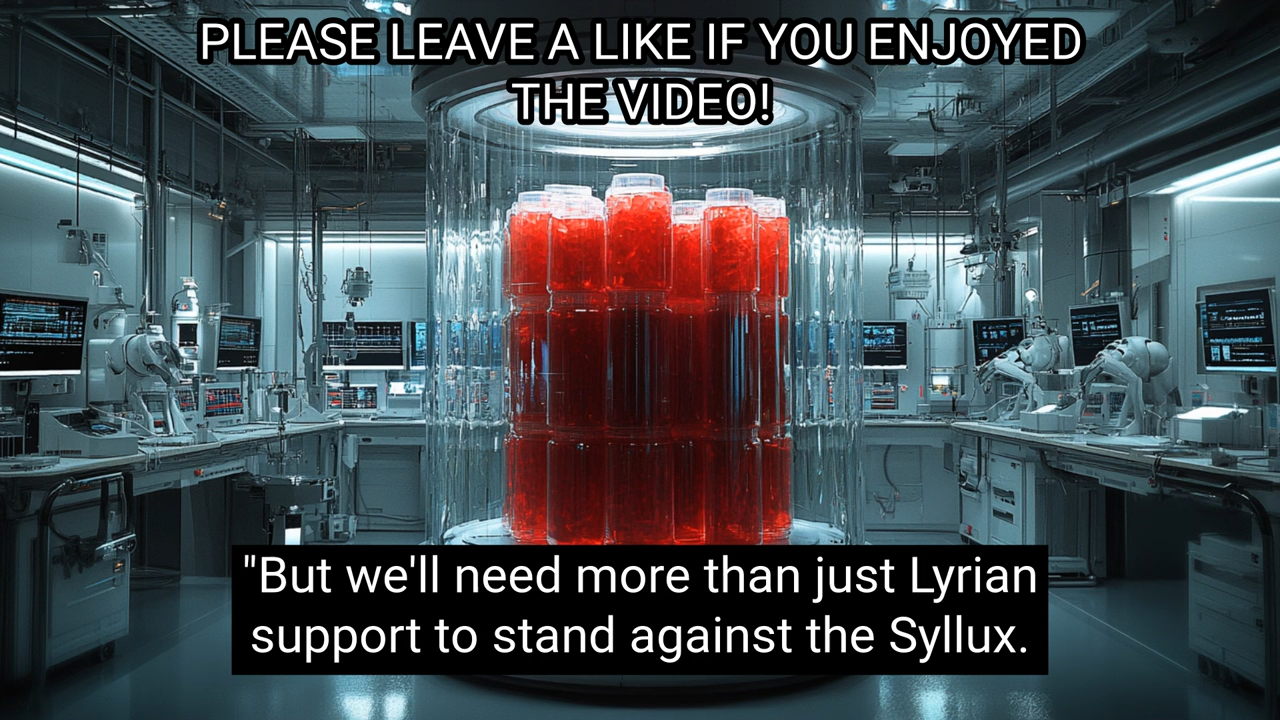 PLEASE LEAVE A LIKE IF YOU ENJOYED
THE VIDEO!
"But we'll need more than just Lyrian
support to stand against the Syllux.